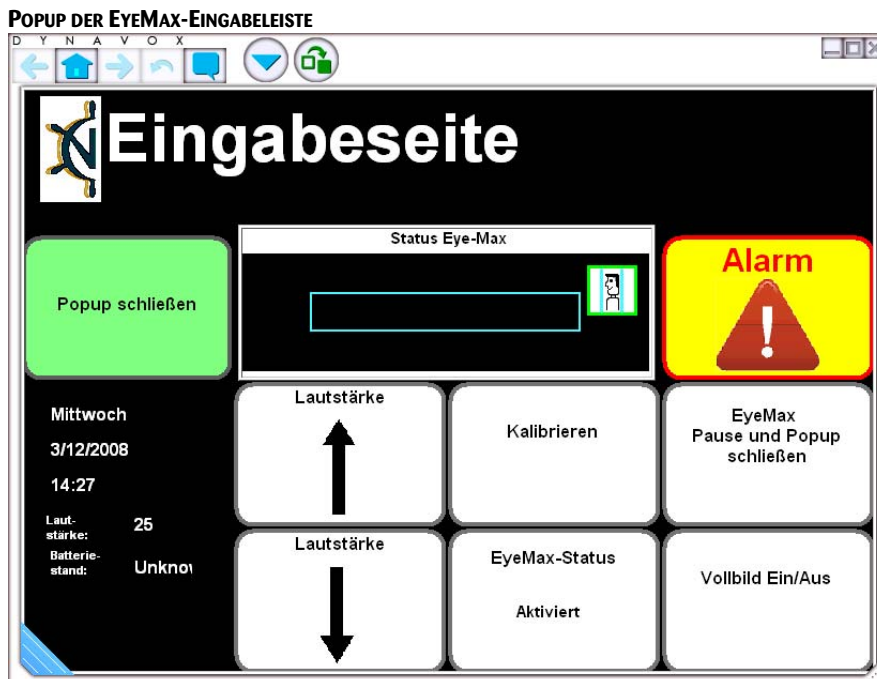 POPUP DER EYEMAX-EINGABELEISTE
DYNAVOX
Eingabeseite
Popup schließen
Status Eye-Max
Alarm
Mittwoch
3/12/2008
14:27
Laut-
stärke: 25
Batterie-
stand: Unknov
Lautstärke
Kalibrieren
EyeMax
Pause und Popup
schließen
Lautstärke
EyeMax-Status
Aktiviert
Vollbild Ein/Aus